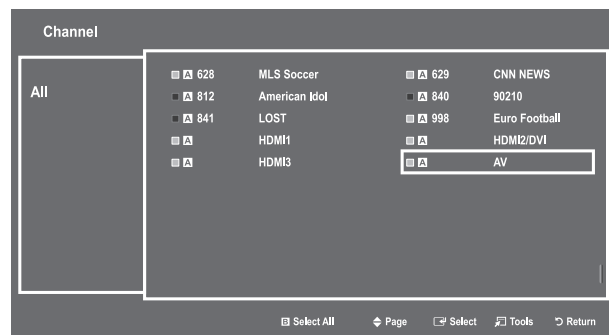 Channel
All
A 628 MLS Soccer A 629 CNN NEWS
A 812 American Idol A 840 90210
A 841 LOST A 998 Euro Football
A HDMI1 A HDMI2/DVI
A HDMI3 A AV
B Select All Page Select Tools Return